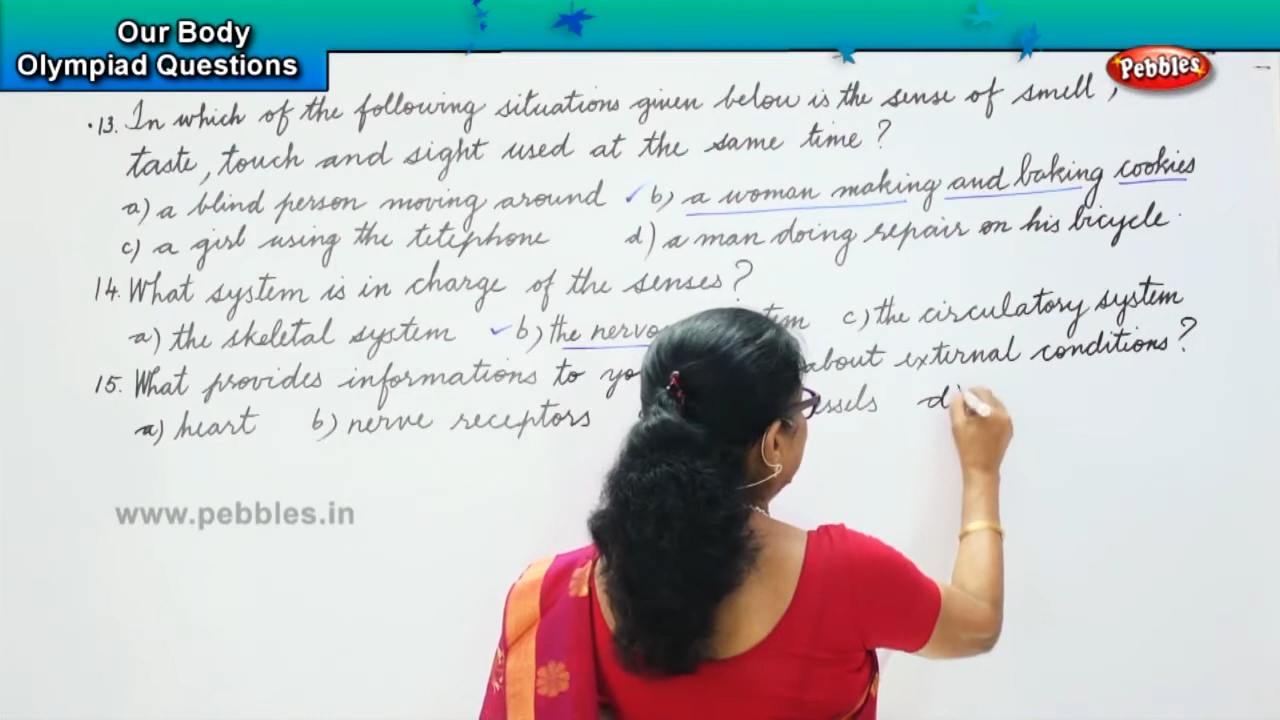 Our Body
Olympiad Questions
Pebbles
13. In which of the following situations given below is the sense of smell,
taste, touch and sight used at the same time?
a) a blind person moving around ✓ b) a woman making and baking cookies
c) a girl using the telephone d) a man doing repair on his bicycle.
14. What system is in charge of the senses?
a) the skeletal system ✓ b) the c) the circulatory system
15. What provides informations to about external conditions?
a) heart b) nerve receptors d)
www.pebbles.in